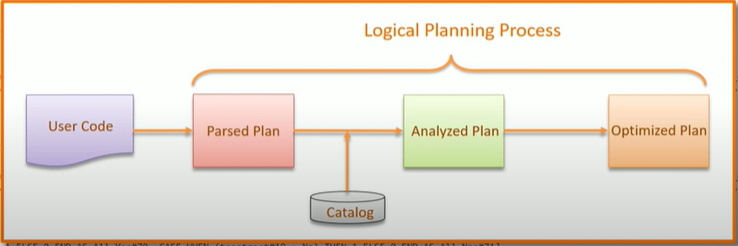 Logical Planning Process
User Code
Parsed Plan
Analyzed Plan
Optimized Plan
Catalog